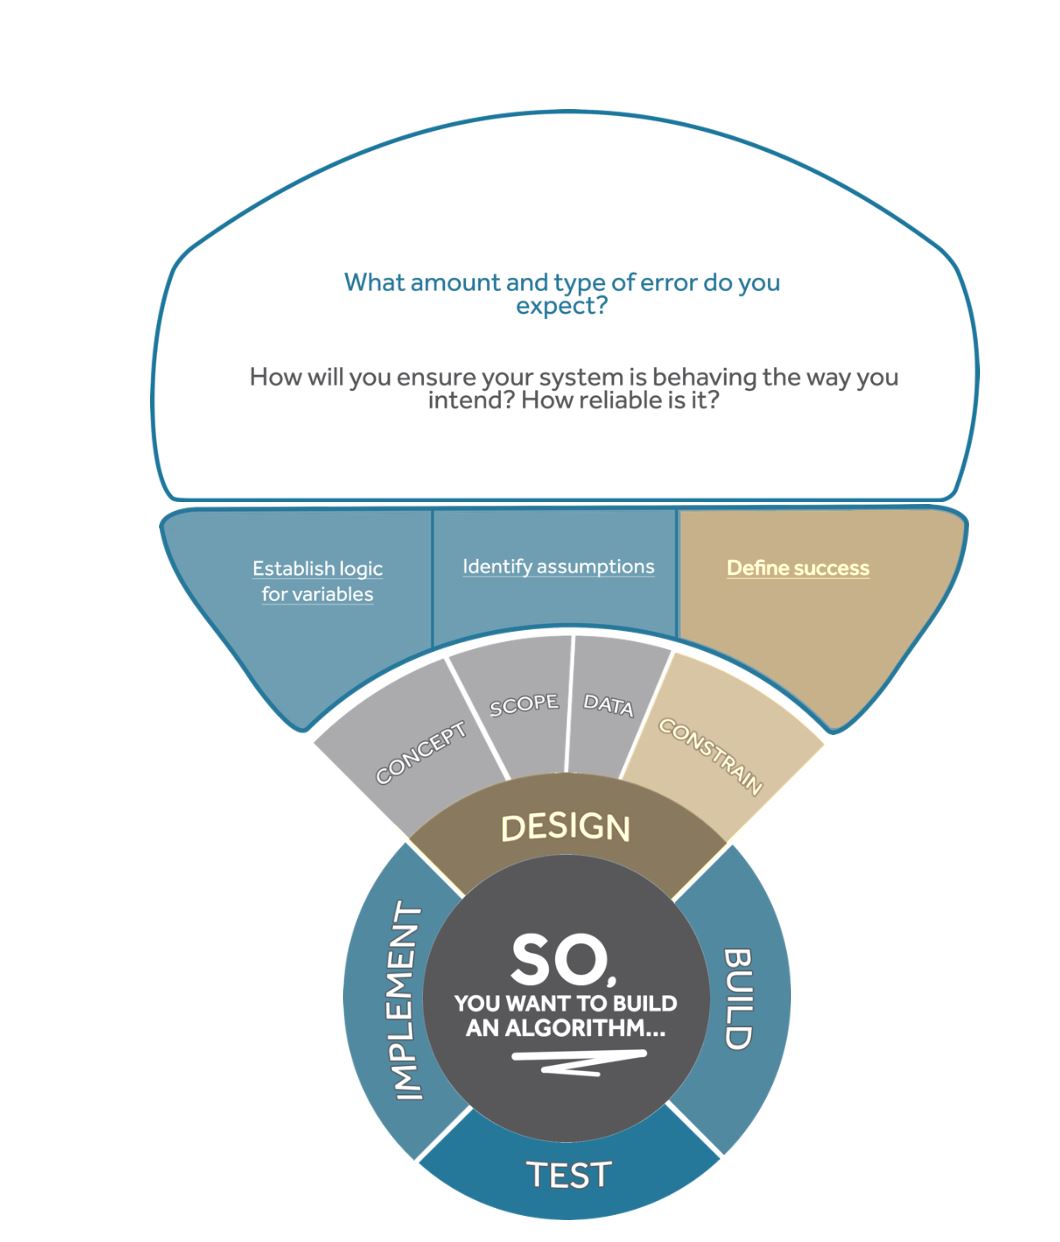 What amount and type of error do you
expect?
How will you ensure your system is behaving the way you
intend? How reliable is it?
Establish logic
for variables
Identify assumptions
Define success
CONCEPT
SCOPE
DATA
CONSTRAIN
DESIGN
IMPLEMENT
BUILD
SO,
YOU WANT TO BUILD
AN ALGORITHM...
TEST